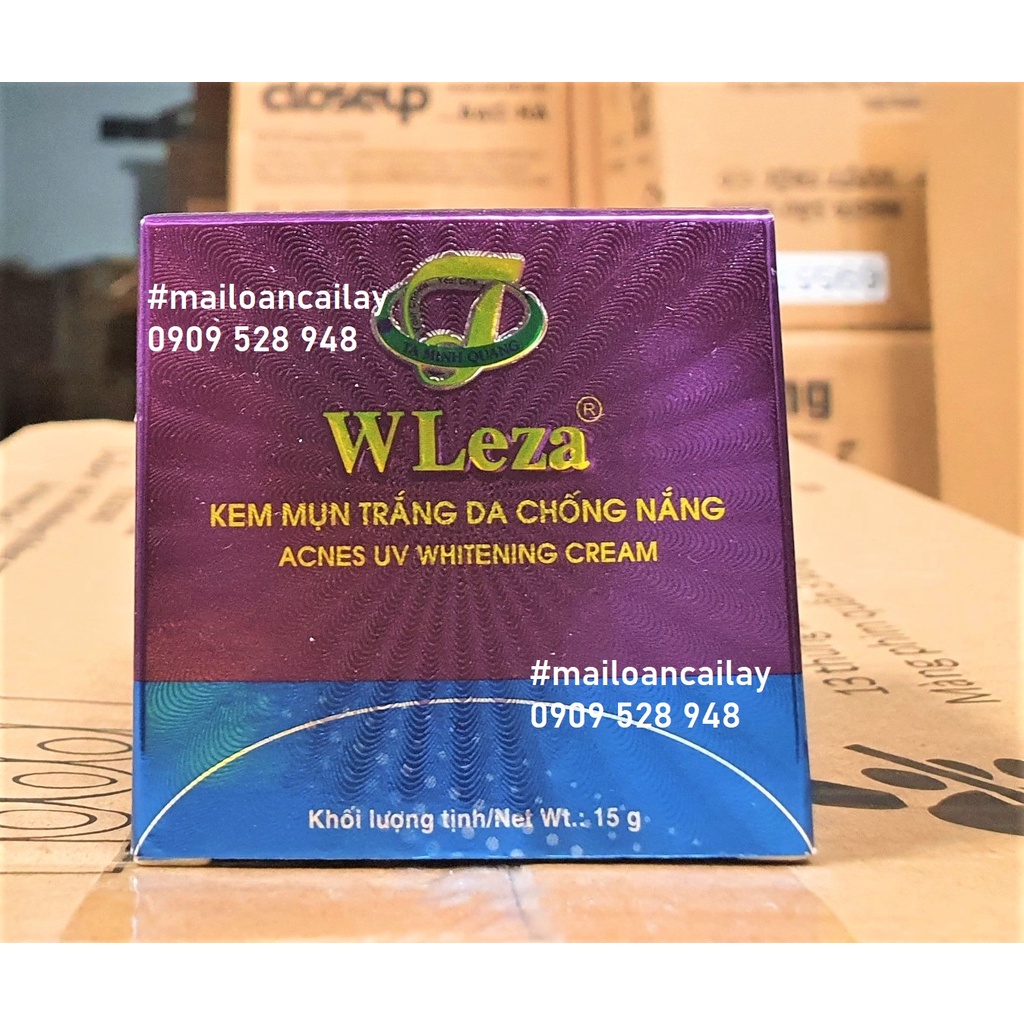 closeup
#mailoancailay
0909 528 948
TẠ MINH QUANG
W Leza ®
KEM MỤN TRẮNG DA CHỐNG NẮNG
ACNES UV WHITENING CREAM
#mailoancailay
0909 528 948
Khối lượng tịnh/Net Wt.: 15 g